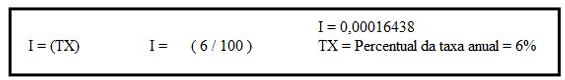 I = 0,00016438
I = (TX) I = ( 6 / 100 ) TX = Percentual da taxa anual = 6%